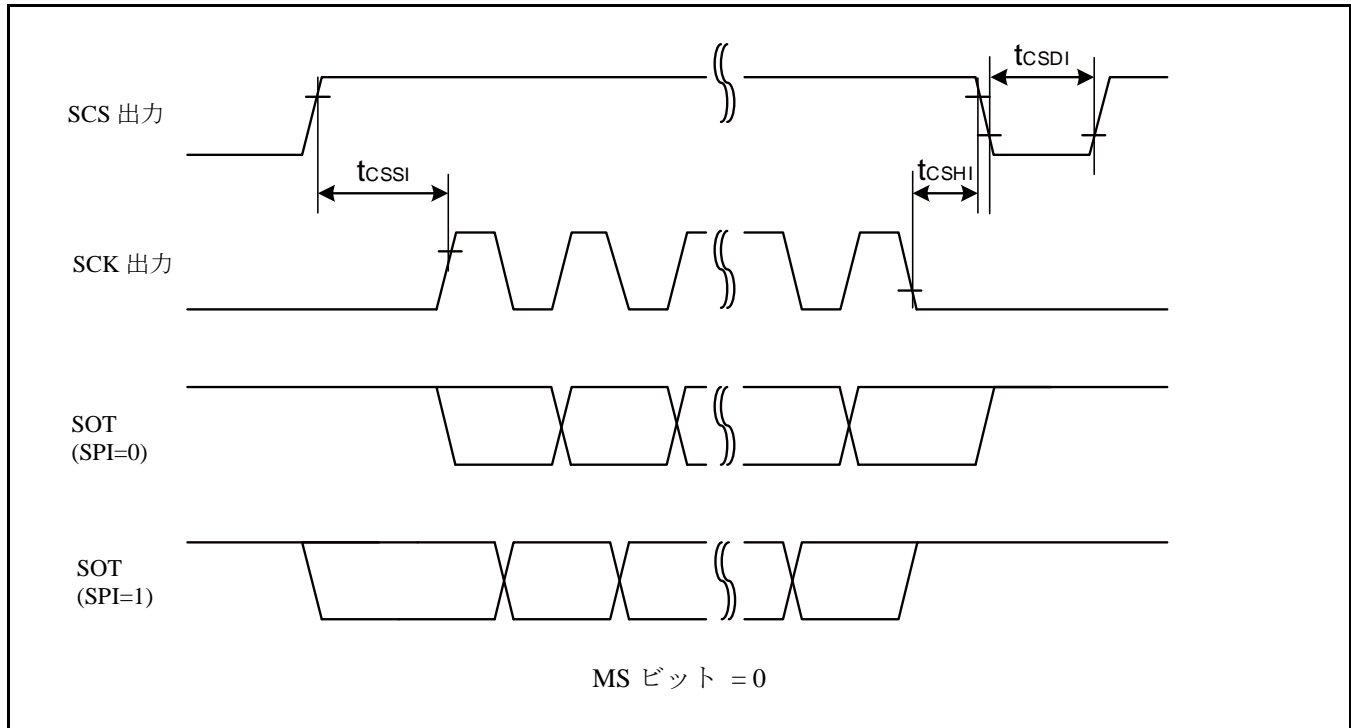 tCSDI
SCS 出力
tCSSI
tCSHI
SCK 出力
SOT
(SPI=0)
SOT
(SPI=1)
MS ビット = 0